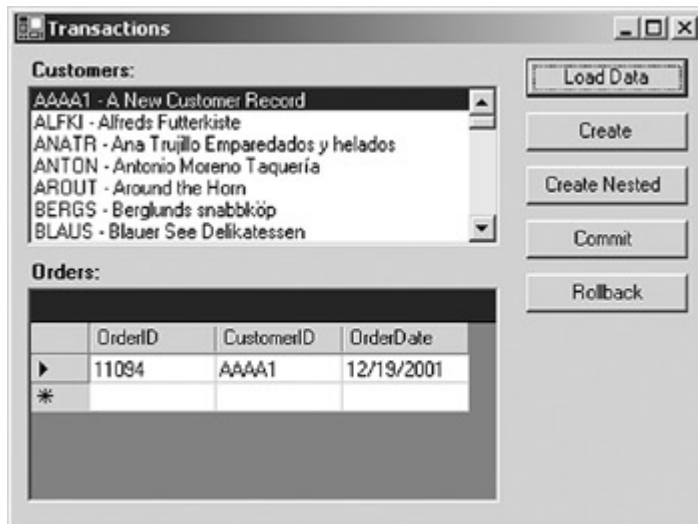 Transactions
Customers:
AAAA1 - A New Customer Record
ALFKI - Alfreds Futterkiste
ANATR - Ana Trujillo Emparedados y helados
ANTON - Antonio Moreno Taquería
AROUT - Around the Horn
BERGS - Berglunds snabbköp
BLAUS - Blauer See Delikatessen
Load Data
Create
Create Nested
Commit
Rollback
Orders:
OrderID CustomerID OrderDate
11094 AAAA1 12/19/2001